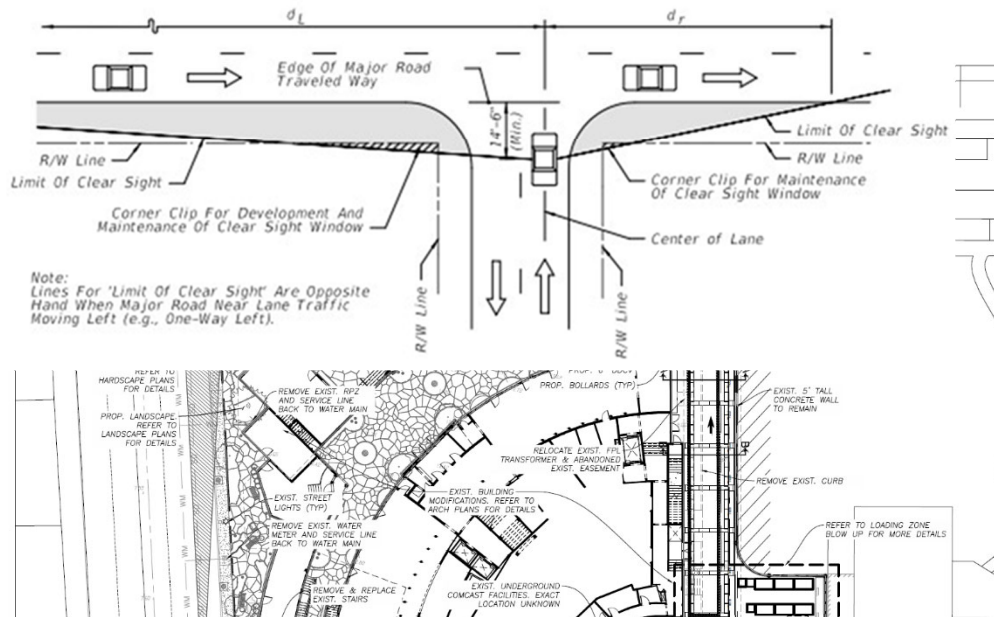 dL
dr
Edge Of Major Road
Traveled Way
14'-6"
(Min.)
Limit Of Clear Sight
R/W Line
Limit Of Clear Sight
R/W Line
Corner Clip For Maintenance
Of Clear Sight Window
Corner Clip For Development And
Maintenance Of Clear Sight Window
Center of Lane
Note:
Lines For 'Limit Of Clear Sight' Are Opposite
Hand When Major Road Near Lane Traffic
Moving Left (e.g., One-Way Left).
R/W Line
R/W Line
REFER TO
HARDSCAPE PLANS
FOR DETAILS
PROP. LANDSCAPE
REFER TO
LANDSCAPE PLANS
FOR DETAILS
REMOVE EXIST. RPZ
AND SERVICE LINE
BACK TO WATER MAIN
PROP. BOLLARDS (TYP)
EXIST. 5' TALL
CONCRETE WALL
TO REMAIN
RELOCATE EXIST. FPL
TRANSFORMER & ABANDONED
EXIST. EASEMENT
REMOVE EXIST. CURB
EXIST. STREET
LIGHTS (TYP)
EXIST. BUILDING
MODIFICATIONS. REFER TO
ARCH PLANS FOR DETAILS
REMOVE EXIST. WATER
METER AND SERVICE LINE
BACK TO WATER MAIN
REFER TO LOADING ZONE
BLOW UP FOR MORE DETAILS
REMOVE & REPLACE
EXIST. STAIRS
EXIST. UNDERGROUND
COMCAST FACILITIES. EXACT
LOCATION UNKNOWN
WM
WM
WM
WM